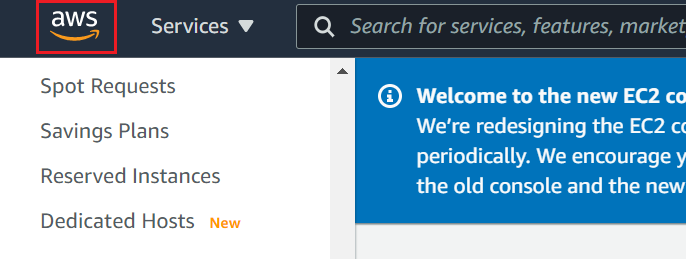 aws
Services
Search for services, features, market
Spot Requests
Savings Plans
Reserved Instances
Dedicated Hosts New
Welcome to the new EC2 co
We're redesigning the EC2 co
periodically. We encourage y
the old console and the new